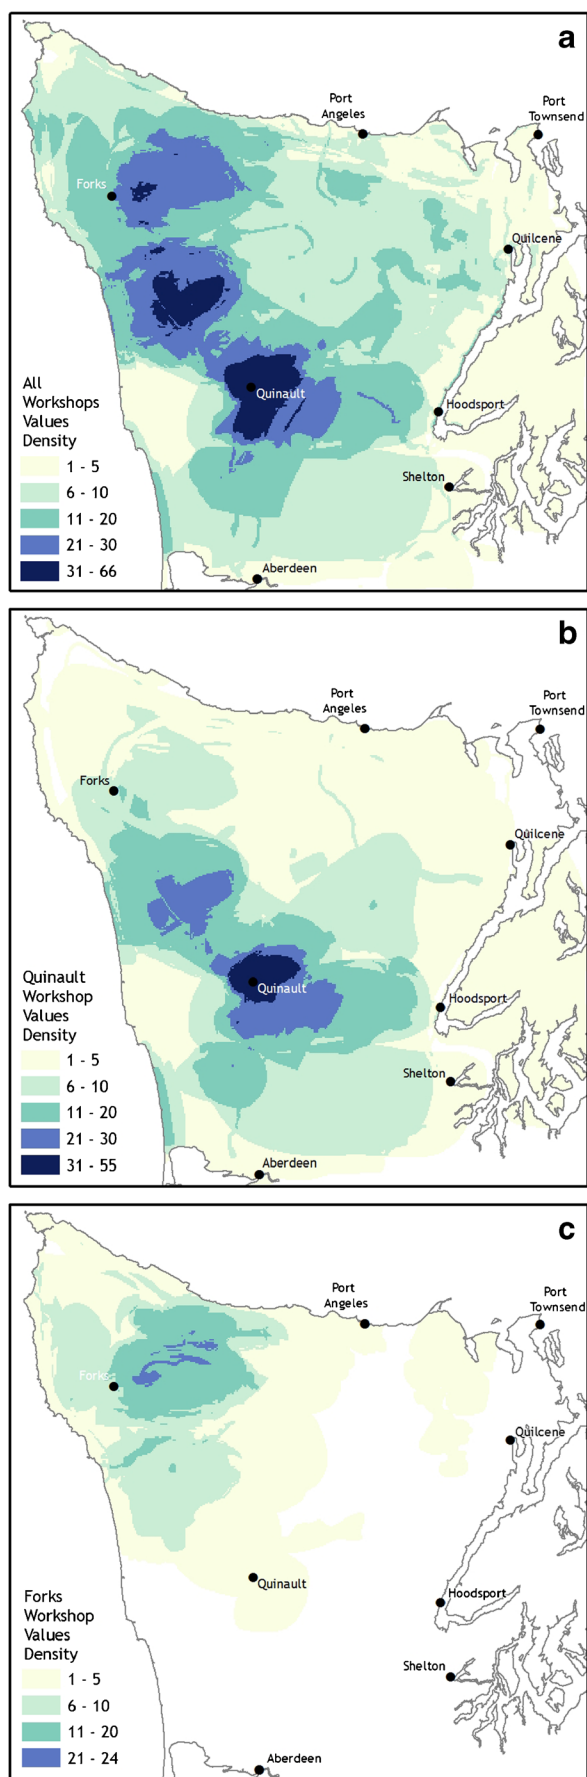 a
Port
Angeles
Port
Townsend
Forks
Quilcene
Quinault
Hoodsport
Shelton
Aberdeen
All
Workshops
Values
Density
1 - 5
6 - 10
11 - 20
21 - 30
31 - 66
b
Port
Angeles
Port
Townsend
Forks
Quilcene
Quinault
Hoodsport
Shelton
Aberdeen
Quinault
Workshop
Values
Density
1 - 5
6 - 10
11 - 20
21 - 30
31 - 55
c
Port
Angeles
Port
Townsend
Forks
Quilcene
Quinault
Hoodsport
Shelton
Aberdeen
Forks
Workshop
Values
Density
1 - 5
6 - 10
11 - 20
21 - 24